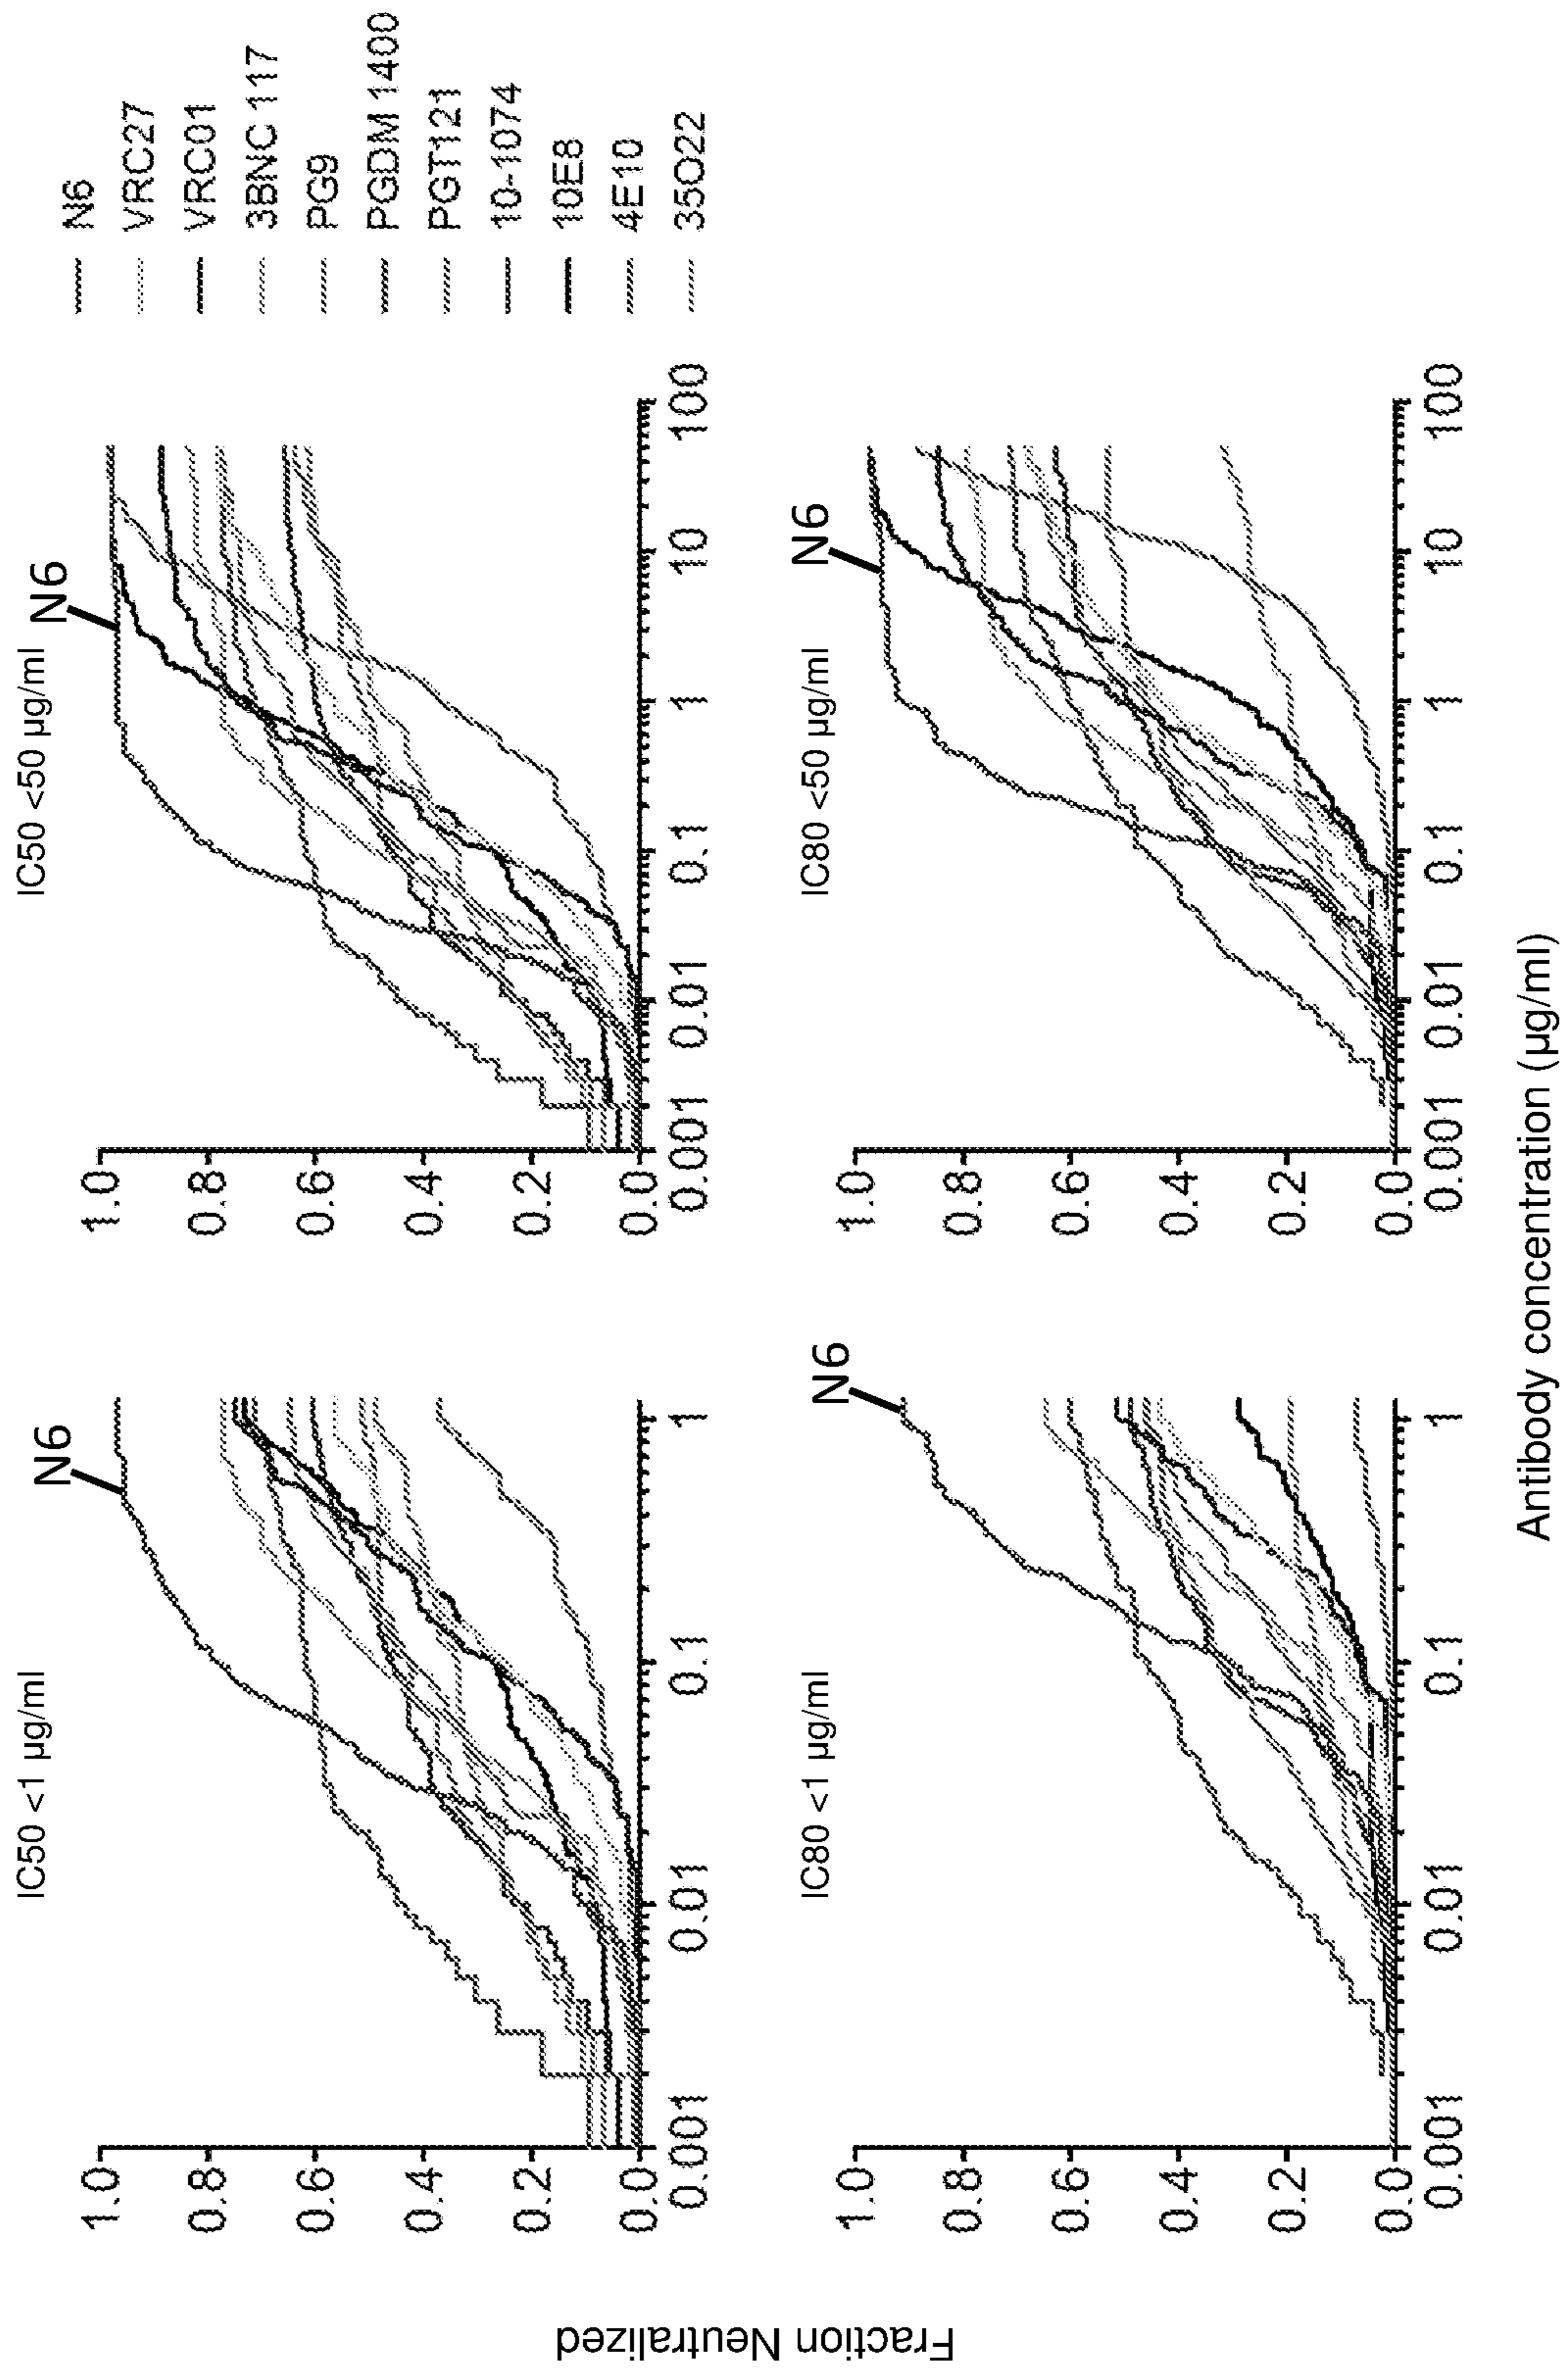 IC50 <1 µg/ml
N6
1.0
0.8
0.6
0.4
0.2
0.0
0.001
0.01
0.1
1
IC50 <50 µg/ml
N6
1.0
0.8
0.6
0.4
0.2
0.0
0.001
0.01
0.1
1
10
100
N6
VRC27
VRC01
3BNC117
PG9
PGDM 1400
PGT121
10-1074
10E8
4E10
35O22
Fraction Neutralized
IC80 <1 µg/ml
N6
1.0
0.8
0.6
0.4
0.2
0.0
0.001
0.01
0.1
1
IC80 <50 µg/ml
N6
1.0
0.8
0.6
0.4
0.2
0.0
0.001
0.01
0.1
1
10
100
Antibody concentration (µg/ml)